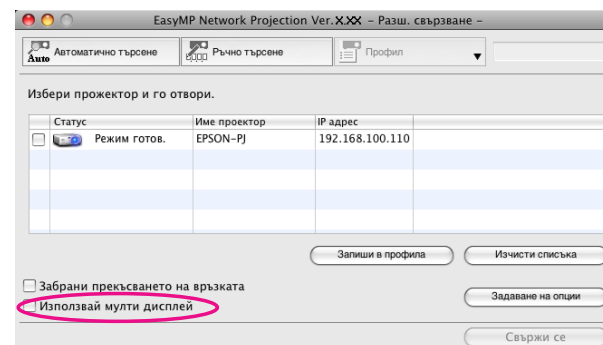 EasyMP Network Projection Ver.X.XX – Разш. свързване –
Auto Автоматично търсене Ръчно търсене Профил
Избери прожектор и го отвори.
Статус Име проектор IP адрес
Режим готов. EPSON-PJ 192.168.100.110
Запиши в профила Изчисти списъка
Забрани прекъсването на връзката
Използвай мулти дисплей
Задаване на опции
Свържи се